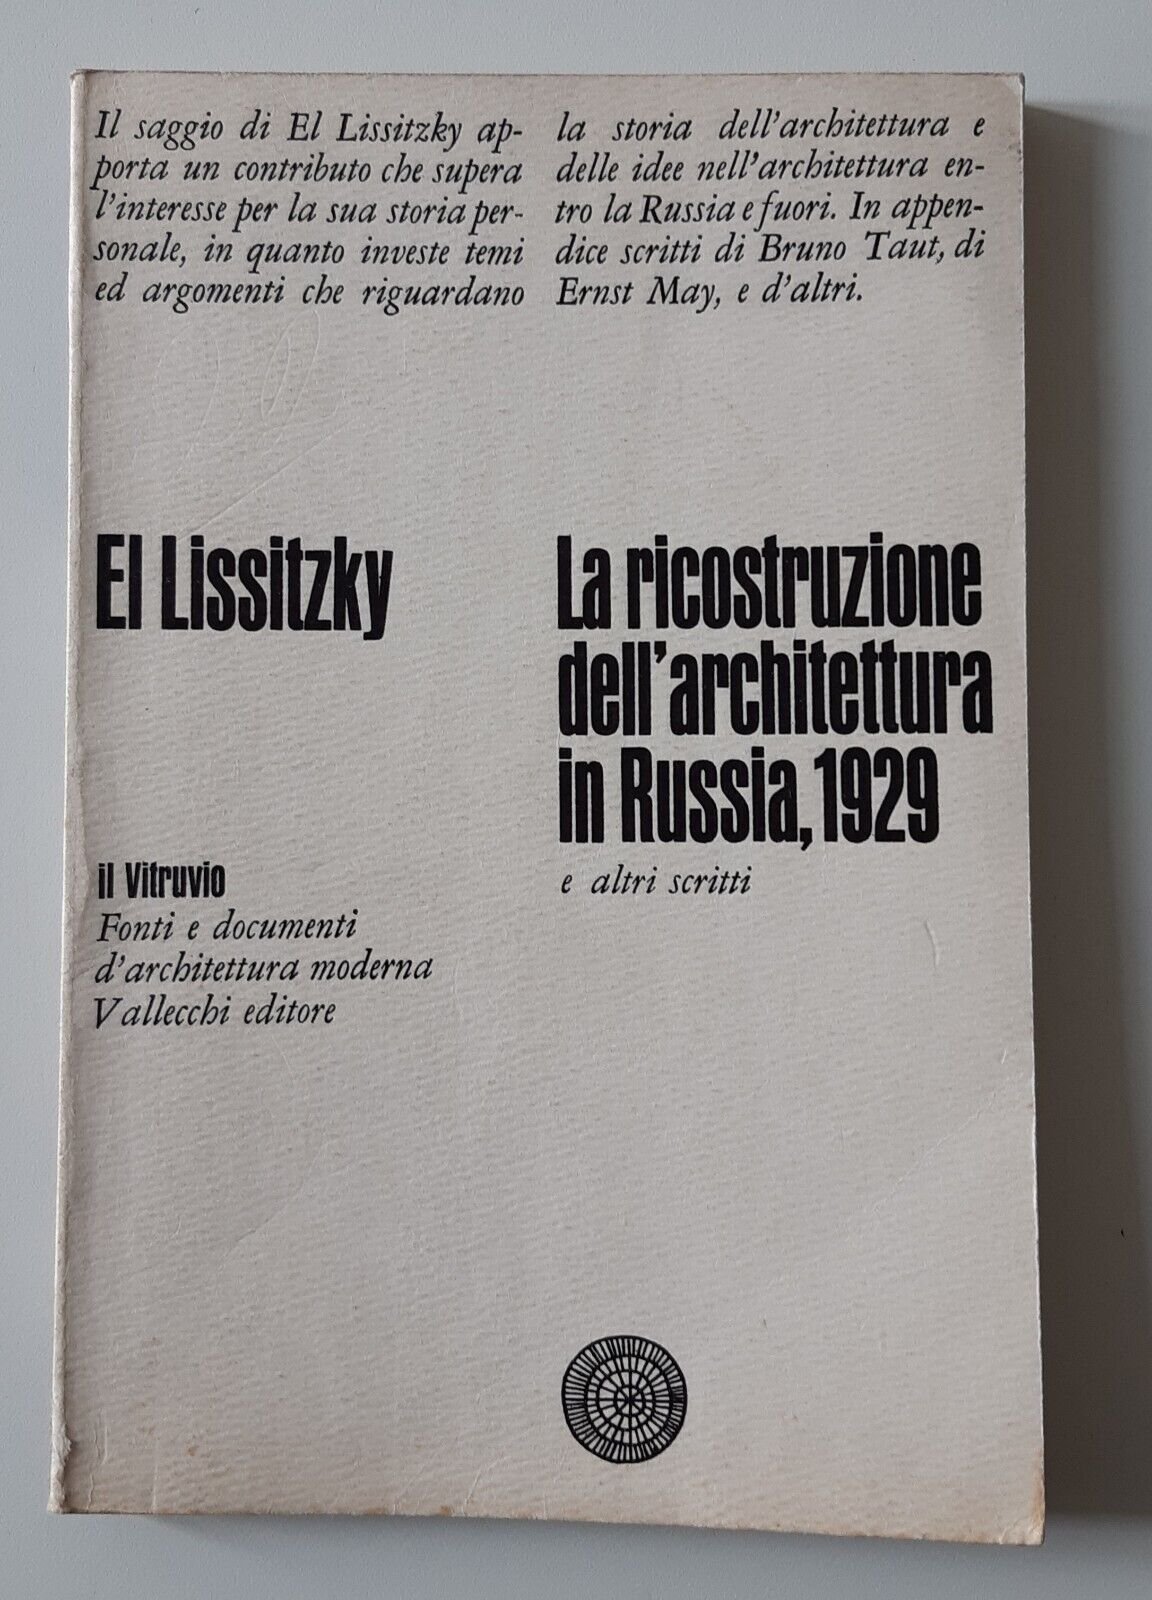 Il saggio di El Lissitzky ap-
porta un contributo che supera
l'interesse per la sua storia per-
sonale, in quanto investe temi
ed argomenti che riguardano
la storia dell'architettura e
delle idee nell'architettura en-
tro la Russia e fuori. In appen-
dice scritti di Bruno Taut, di
Ernst May, e d'altri.
El Lissitzky
La ricostruzione
dell'architettura
in Russia, 1929
e altri scritti
il Vitruvio
Fonti e documenti
d'architettura moderna
Vallecchi editore